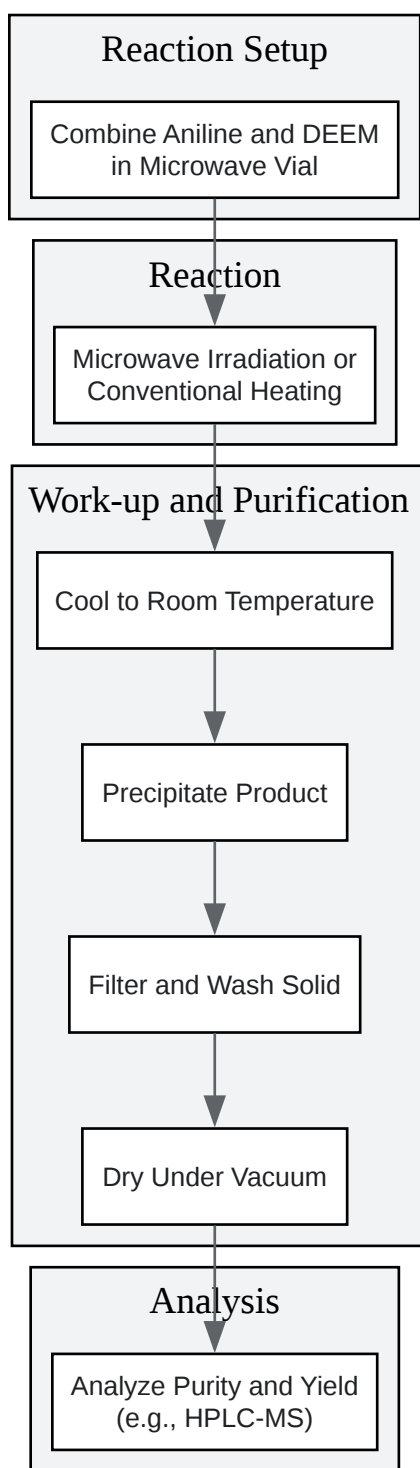 Reaction Setup
Combine Aniline and DEEM
in Microwave Vial
Reaction
Microwave Irradiation or
Conventional Heating
Work-up and Purification
Cool to Room Temperature
Precipitate Product
Filter and Wash Solid
Dry Under Vacuum
Analysis
Analyze Purity and Yield
(e.g., HPLC-MS)